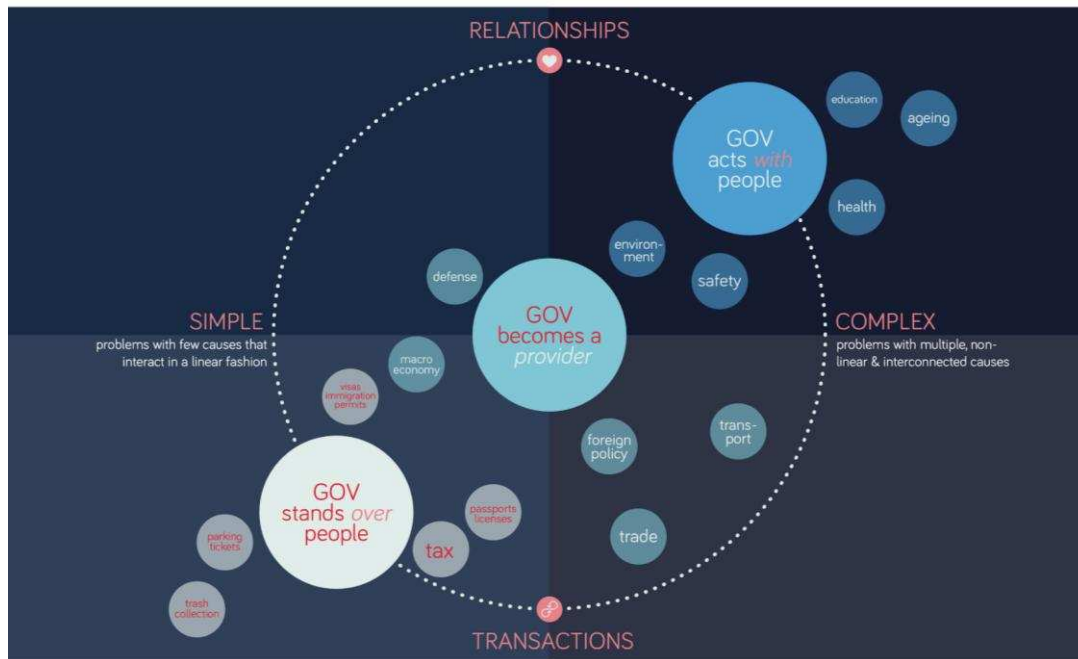 RELATIONSHIPS
education
ageing
GOV
acts with
people
health
environ-
ment
safety
defense
SIMPLE
problems with few causes that
interact in a linear fashion
GOV
becomes a
provider
COMPLEX
problems with multiple, non-
linear & interconnected causes
macro
economy
visas
immigration
permits
foreign
policy
trans-
port
GOV
stands over
people
passports
licenses
parking
tickets
tax
trade
trash
collection
TRANSACTIONS